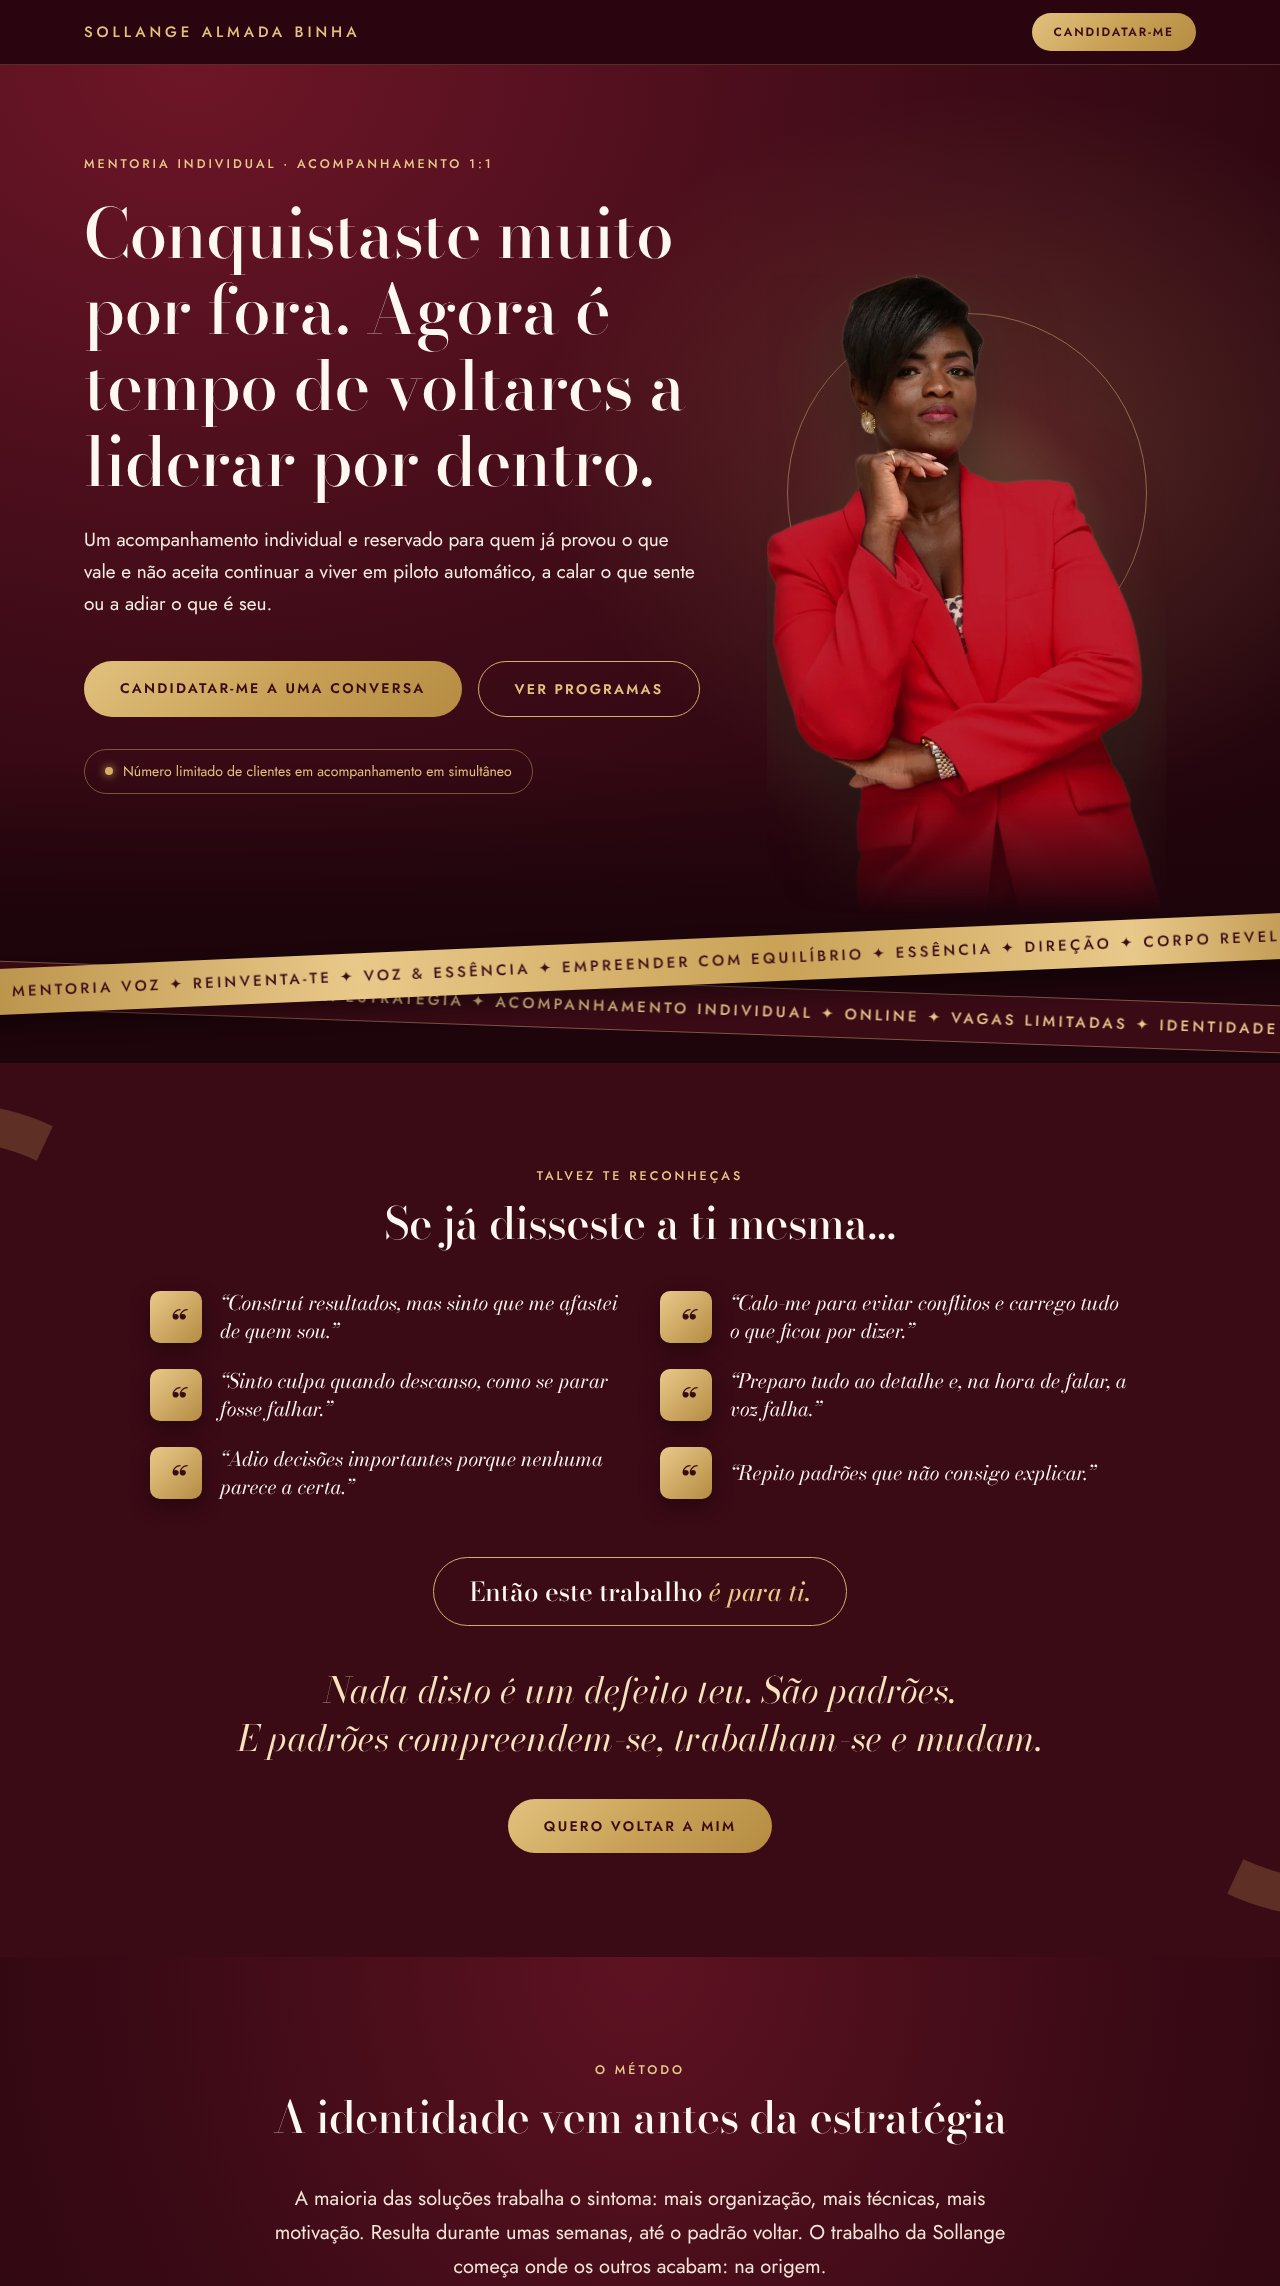 SOLLANGE ALMADA BINHA
CANDIDATAR-ME
MENTORIA INDIVIDUAL · ACOMPANHAMENTO 1:1
Conquistaste muito
por fora. Agora é
tempo de voltares a
liderar por dentro.
Um acompanhamento individual e reservado para quem já provou o que
vale e não aceita continuar a viver em piloto automático, a calar o que sente
ou a adiar o que é seu.
CANDIDATAR-ME A UMA CONVERSA
VER PROGRAMAS
Número limitado de clientes em acompanhamento em simultâneo
MENTORIA VOZ ✦ REINVENTA-TE ✦ VOZ & ESSÊNCIA ✦ EMPREENDER COM EQUILÍBRIO ✦ ESSÊNCIA ✦ DIREÇÃO ✦ CORPO REVEL
ESTRATÉGIA ✦ ACOMPANHAMENTO INDIVIDUAL ✦ ONLINE ✦ VAGAS LIMITADAS ✦ IDENTIDADE
TALVEZ TE RECONHEÇAS
Se já disseste a ti mesma...
“Construí resultados, mas sinto que me afastei
de quem sou.”
“Calo-me para evitar conflitos e carrego tudo
o que ficou por dizer.”
“Sinto culpa quando descanso, como se parar
fosse falhar.”
“Preparo tudo ao detalhe e, na hora de falar, a
voz falha.”
“Adio decisões importantes porque nenhuma
parece a certa.”
“Repito padrões que não consigo explicar.”
Então este trabalho é para ti.
Nada disto é um defeito teu. São padrões.
E padrões compreendem-se, trabalham-se e mudam.
QUERO VOLTAR A MIM
O MÉTODO
A identidade vem antes da estratégia
A maioria das soluções trabalha o sintoma: mais organização, mais técnicas, mais
motivação. Resulta durante umas semanas, até o padrão voltar. O trabalho da Sollange
começa onde os outros acabam: na origem.